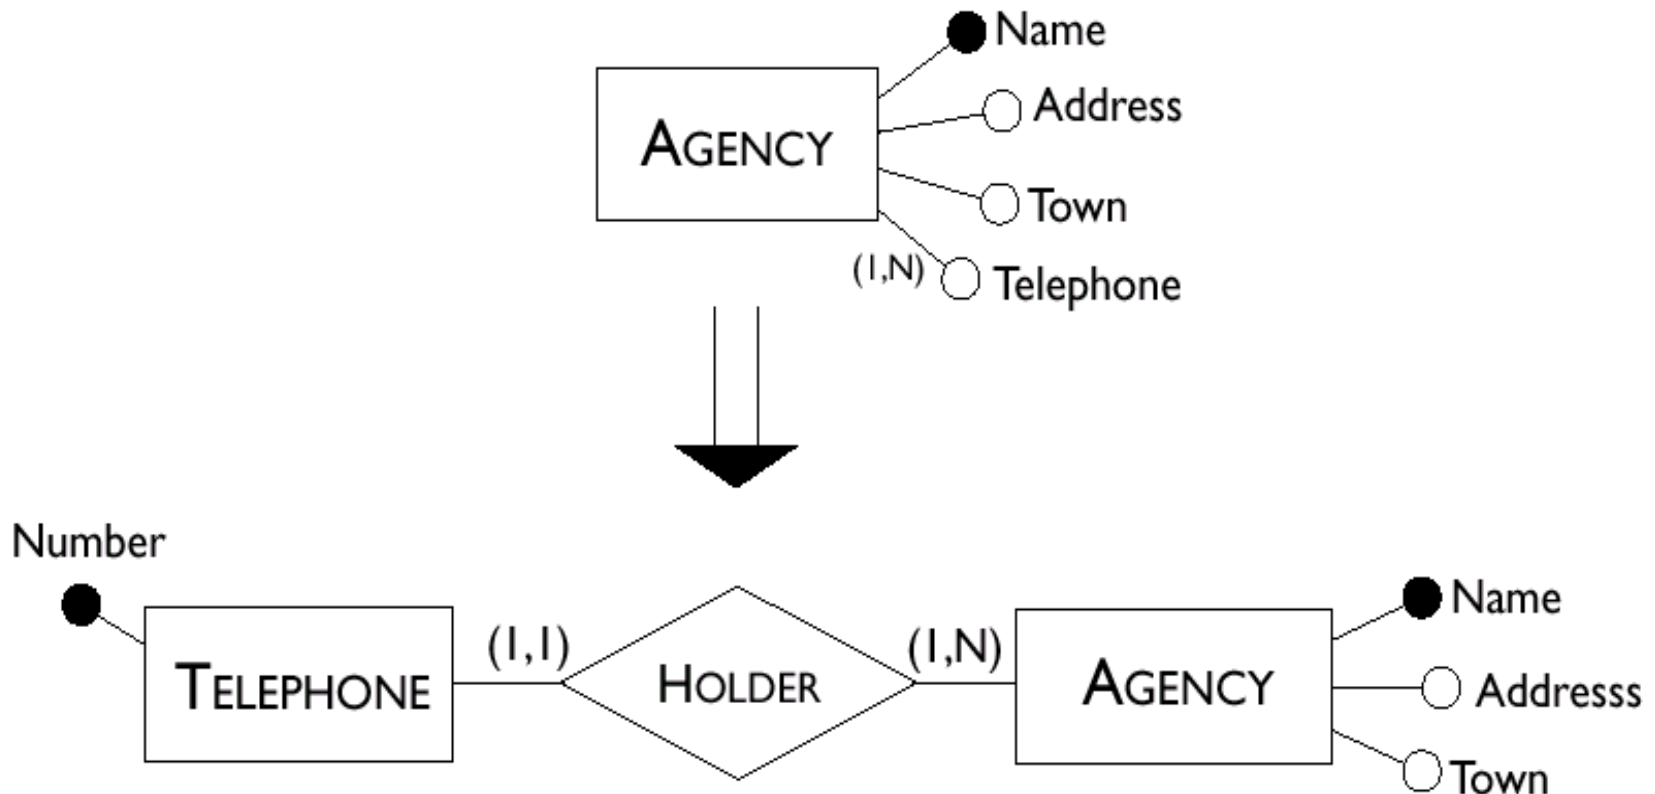 Name
Address
AGENCY
Town
(1,N)
Telephone
Number
(1,1)
(1,N)
Name
TELEPHONE
HOLDER
AGENCY
Addresss
Town